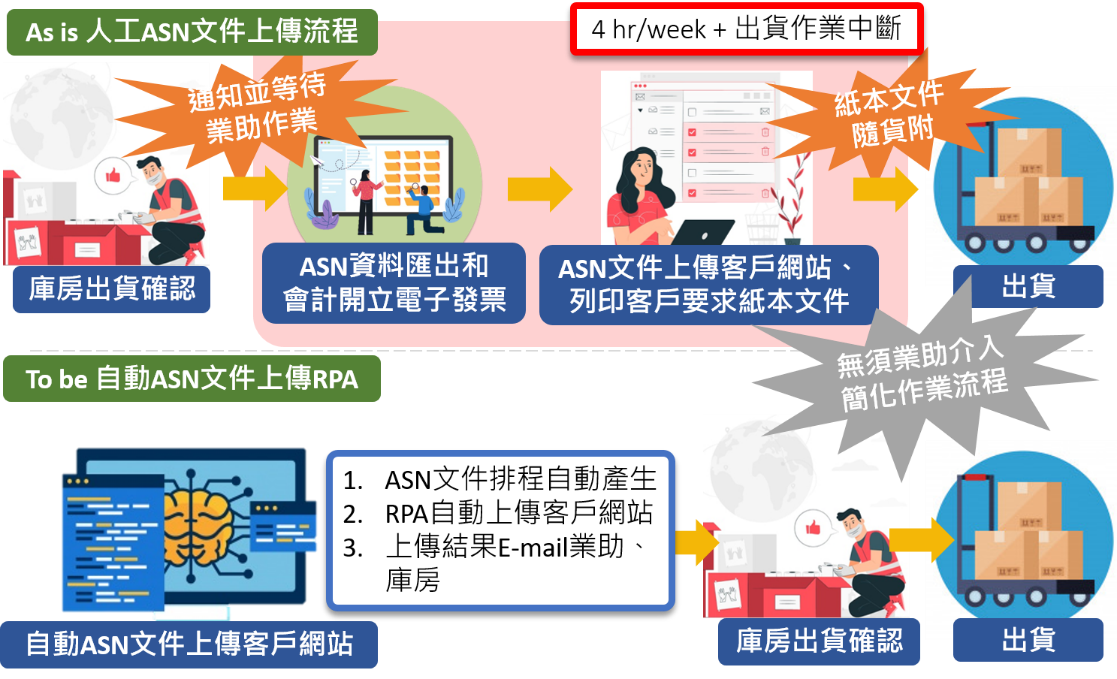 As is 人工ASN文件上傳流程
4 hr/week + 出貨作業中斷
通知並等待
業助作業
紙本文件
隨貨附
庫房出貨確認
ASN資料匯出和
會計開立電子發票
ASN文件上傳客戶網站、
列印客戶要求紙本文件
出貨
無須業助介入
簡化作業流程
To be 自動ASN文件上傳RPA
1. ASN文件排程自動產生
2. RPA自動上傳客戶網站
3. 上傳結果E-mail業助、
庫房
自動ASN文件上傳客戶網站
庫房出貨確認
出貨